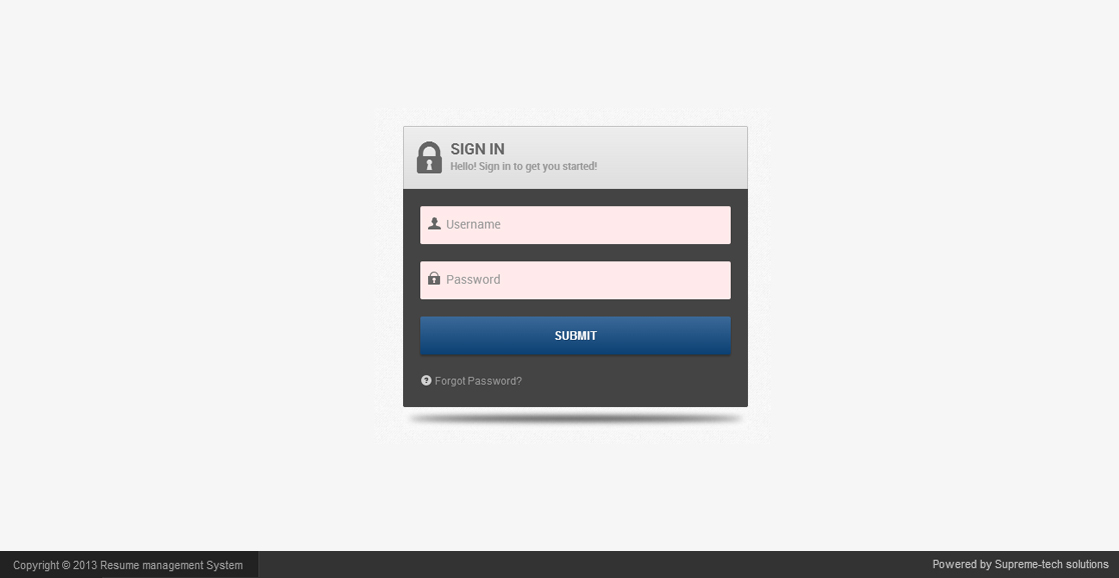 SIGN IN
Hello! Sign in to get you started!
Username
Password
SUBMIT
Forgot Password?
Copyright © 2013 Resume management System
Powered by Supreme-tech solutions